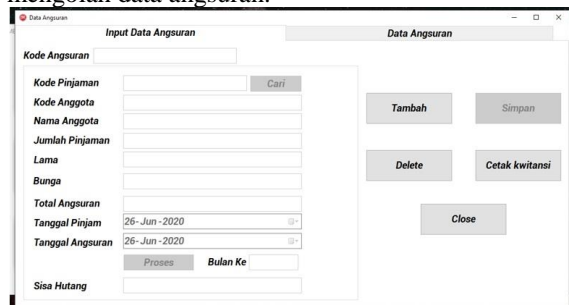 mengolah data angsuran.
Data Angsuran
Input Data Angsuran
Data Angsuran
Kode Angsuran
Kode Pinjaman
Cari
Kode Anggota
Nama Anggota
Jumlah Pinjaman
Lama
Bunga
Total Angsuran
Tanggal Pinjam 26-Jun-2020
Tanggal Angsuran 26-Jun-2020
Proses
Bulan Ke
Sisa Hutang
Tambah
Simpan
Delete
Cetak kwitansi
Close